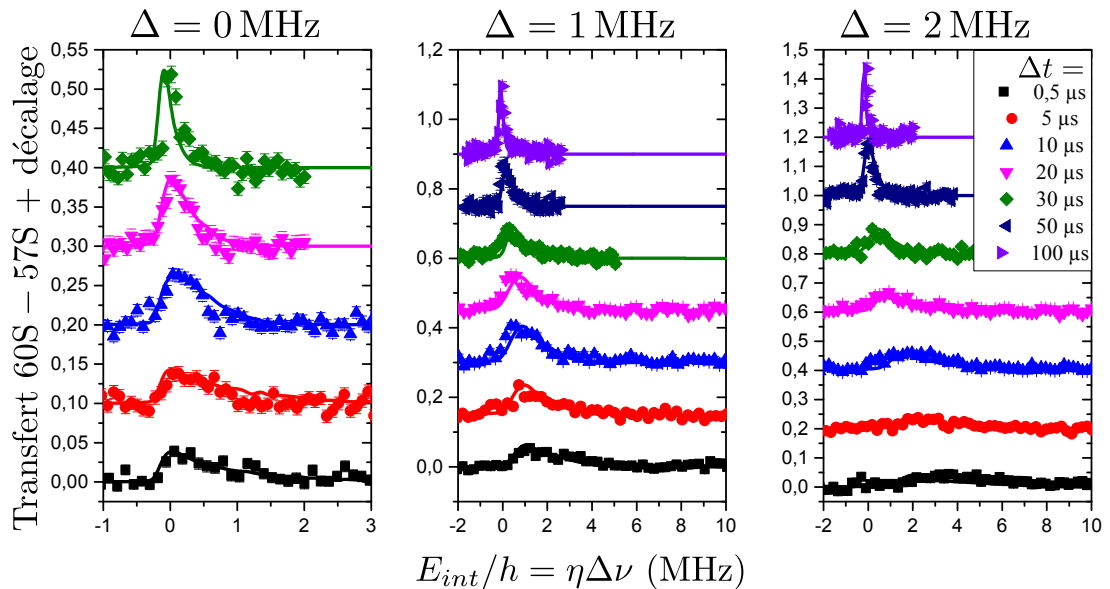 Δ = 0 MHz
Δ = 1 MHz
Δ = 2 MHz
Transfert 60S − 57S + décalage
0,55
0,50
0,45
0,40
0,35
0,30
0,25
0,20
0,15
0,10
0,05
0,00
-1 0 1 2 3
1,2
1,0
0,8
0,6
0,4
0,2
0,0
-2 0 2 4 6 8 10
1,5
1,4
1,3
1,2
1,1
1,0
0,9
0,8
0,7
0,6
0,5
0,4
0,3
0,2
0,1
0,0
-2 0 2 4 6 8 10
Δt =
0,5 µs
5 µs
10 µs
20 µs
30 µs
50 µs
100 µs
E_int/h = ηΔν (MHz)